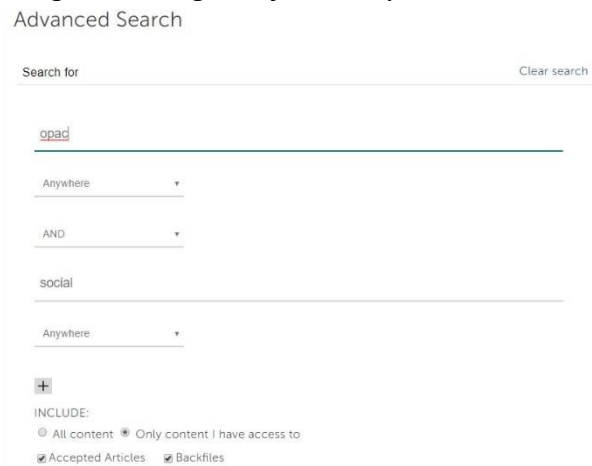 Advanced Search
Search for Clear search
opac
Anywhere
AND
social
Anywhere
+
INCLUDE:
All content Only content I have access to
Accepted Articles Backfiles